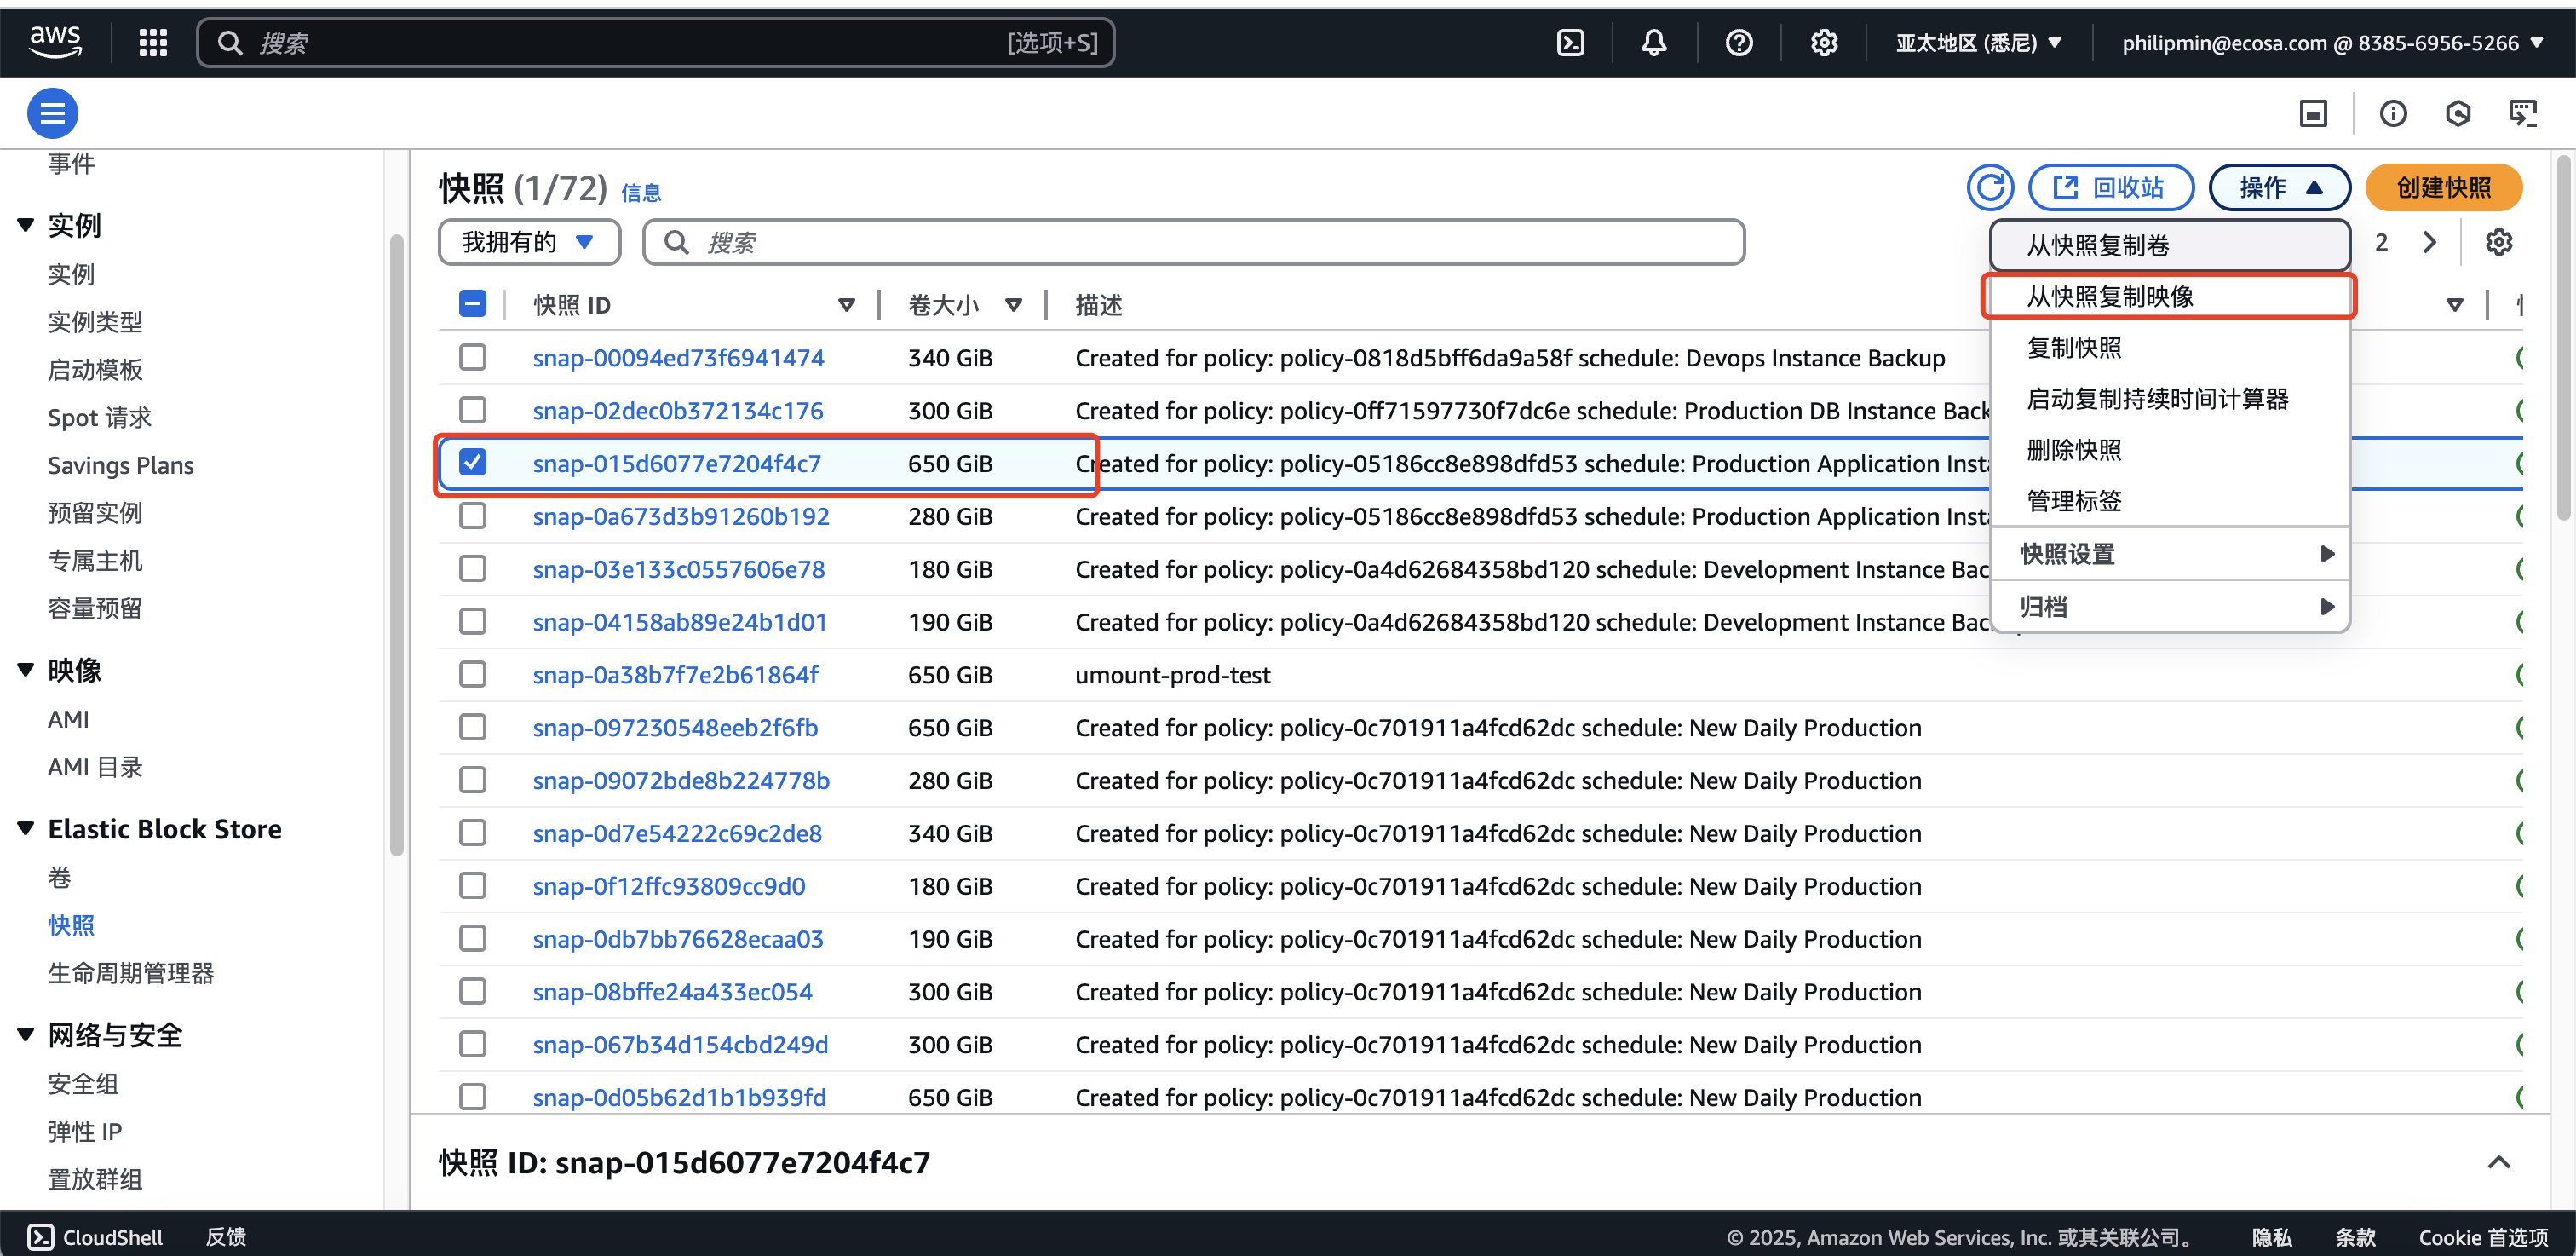 aws
搜索
[选项+S]
亚太地区 (悉尼)
philipmin@ecosa.com @ 8385-6956-5266
事件
实例
实例
实例类型
启动模板
Spot 请求
Savings Plans
预留实例
专属主机
容量预留
映像
AMI
AMI 目录
Elastic Block Store
卷
快照
生命周期管理器
网络与安全
安全组
弹性 IP
置放群组
快照 (1/72) 信息
回收站
操作
创建快照
我拥有的
搜索
2
从快照复制卷
从快照复制映像
复制快照
启动复制持续时间计算器
删除快照
管理标签
快照设置
归档
快照 ID 卷大小 描述
snap-00094ed73f6941474 340 GiB Created for policy: policy-0818d5bff6da9a58f schedule: Devops Instance Backup
snap-02dec0b372134c176 300 GiB Created for policy: policy-0ff71597730f7dc6e schedule: Production DB Instance Back
snap-015d6077e7204f4c7 650 GiB Created for policy: policy-05186cc8e898dfd53 schedule: Production Application Insta
snap-0a673d3b91260b192 280 GiB Created for policy: policy-05186cc8e898dfd53 schedule: Production Application Insta
snap-03e133c0557606e78 180 GiB Created for policy: policy-0a4d62684358bd120 schedule: Development Instance Bac
snap-04158ab89e24b1d01 190 GiB Created for policy: policy-0a4d62684358bd120 schedule: Development Instance Bac
snap-0a38b7f7e2b61864f 650 GiB umount-prod-test
snap-097230548eeb2f6fb 650 GiB Created for policy: policy-0c701911a4fcd62dc schedule: New Daily Production
snap-09072bde8b224778b 280 GiB Created for policy: policy-0c701911a4fcd62dc schedule: New Daily Production
snap-0d7e54222c69c2de8 340 GiB Created for policy: policy-0c701911a4fcd62dc schedule: New Daily Production
snap-0f12ffc93809cc9d0 180 GiB Created for policy: policy-0c701911a4fcd62dc schedule: New Daily Production
snap-0db7bb76628ecaa03 190 GiB Created for policy: policy-0c701911a4fcd62dc schedule: New Daily Production
snap-08bffe24a433ec054 300 GiB Created for policy: policy-0c701911a4fcd62dc schedule: New Daily Production
snap-067b34d154cbd249d 300 GiB Created for policy: policy-0c701911a4fcd62dc schedule: New Daily Production
snap-0d05b62d1b1b939fd 650 GiB Created for policy: policy-0c701911a4fcd62dc schedule: New Daily Production
快照 ID: snap-015d6077e7204f4c7
CloudShell 反馈
© 2025, Amazon Web Services, Inc. 或其关联公司。 隐私 条款 Cookie 首选项